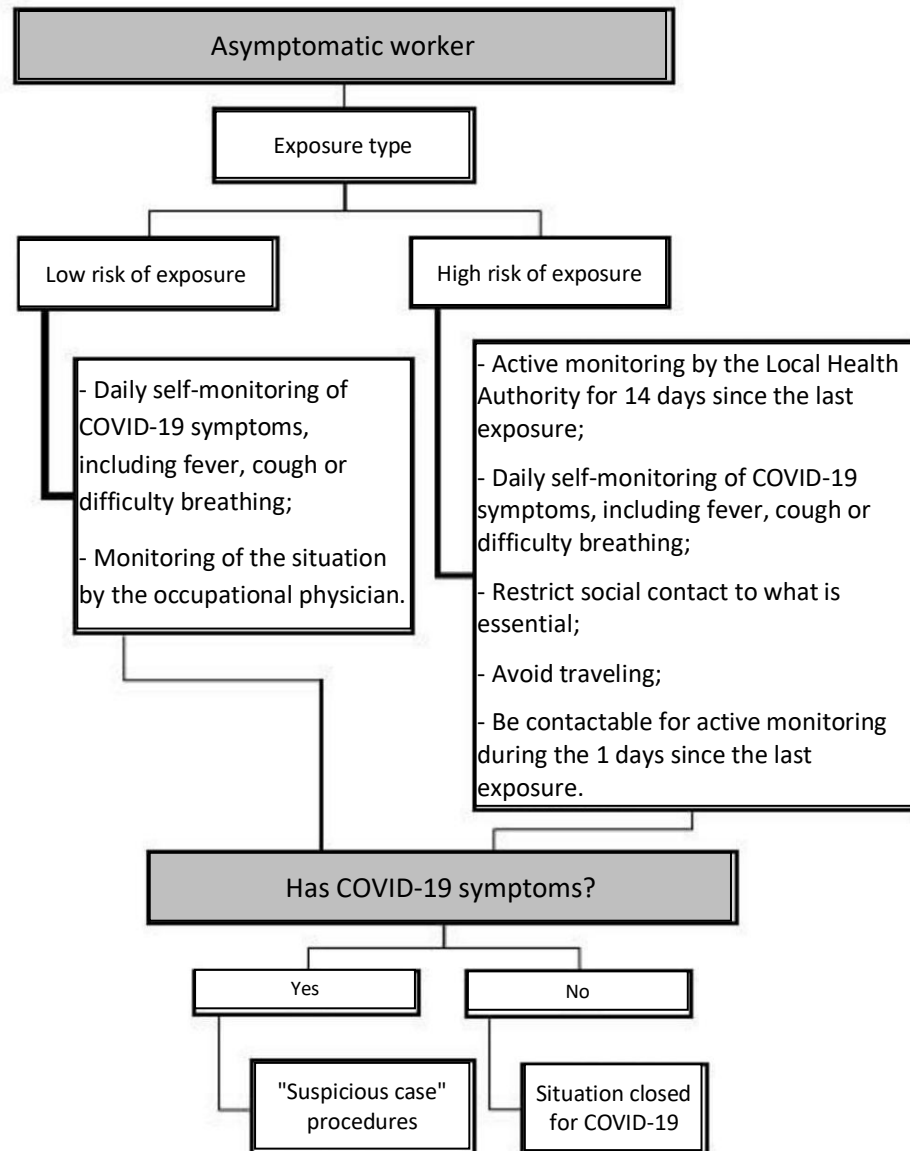 Asymptomatic worker
Exposure type
Low risk of exposure
High risk of exposure
- Daily self-monitoring of
COVID-19 symptoms,
including fever, cough or
difficulty breathing;
- Monitoring of the situation
by the occupational physician.
- Active monitoring by the Local Health
Authority for 14 days since the last
exposure;
- Daily self-monitoring of COVID-19
symptoms, including fever, cough or
difficulty breathing;
- Restrict social contact to what is
essential;
- Avoid traveling;
- Be contactable for active monitoring
during the 1 days since the last
exposure.
Has COVID-19 symptoms?
Yes
No
"Suspicious case"
procedures
Situation closed
for COVID-19